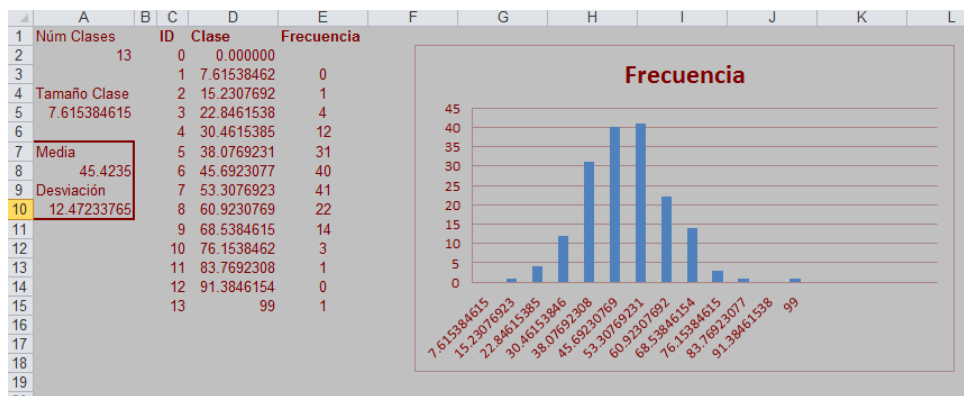 A B C D E F G H I J K L
1 Núm Clases ID Clase Frecuencia
2 13 0 0.000000
3 1 7.61538462 0
4 Tamaño Clase 2 15.2307692 1
5 7.615384615 3 22.8461538 4
6 4 30.4615385 12
7 Media 5 38.0769231 31
8 45.4235 6 45.6923077 40
9 Desviación 7 53.3076923 41
10 12.47233765 8 60.9230769 22
11 9 68.5384615 14
12 10 76.1538462 3
13 11 83.7692308 1
14 12 91.3846154 0
15 13 99 1
16
17
18
19
Frecuencia
45
40
35
30
25
20
15
10
5
0
7.615384615
15.23076923
22.84615385
30.46153846
38.07692308
45.69230769
53.30769231
60.92307692
68.53846154
76.15384615
83.76923077
91.38461538
99